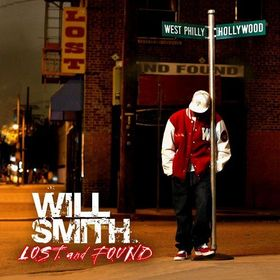 WEST PHILLY
HOLLYWOOD
LOST
ND FOUND
W
WILL
SMITH
LOST and FOUND